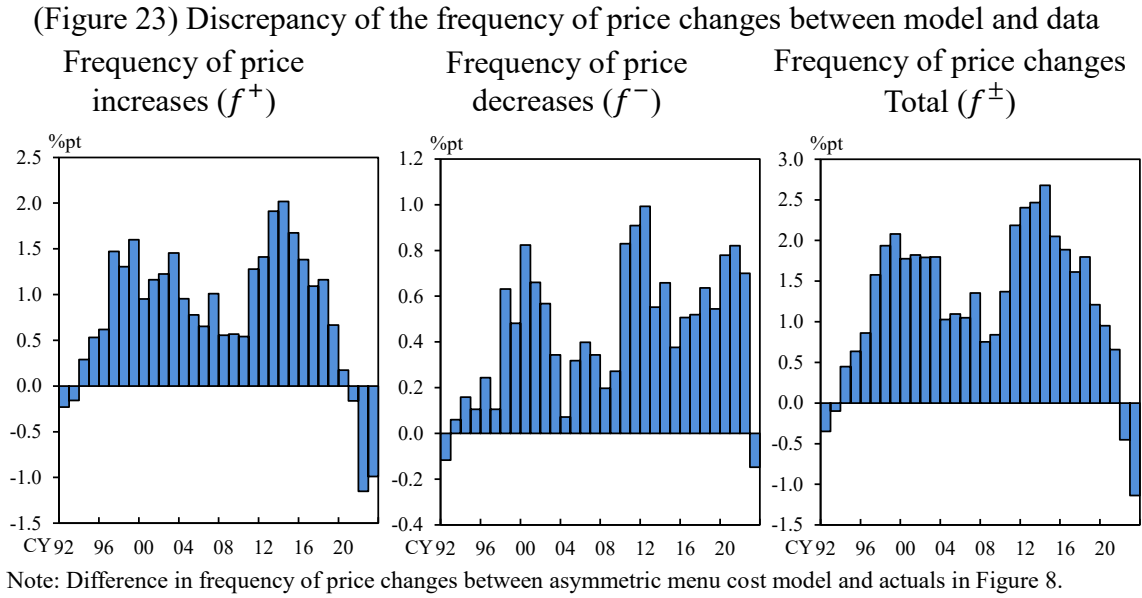 (Figure 23) Discrepancy of the frequency of price changes between model and data
Frequency of price
increases (f⁺)
Frequency of price
decreases (f⁻)
Frequency of price changes
Total (f±)
%pt
2.5
2.0
1.5
1.0
0.5
0.0
-0.5
-1.0
-1.5
CY 92 96 00 04 08 12 16 20
%pt
1.2
1.0
0.8
0.6
0.4
0.2
0.0
-0.2
-0.4
CY 92 96 00 04 08 12 16 20
%pt
3.0
2.5
2.0
1.5
1.0
0.5
0.0
-0.5
-1.0
-1.5
CY 92 96 00 04 08 12 16 20
Note: Difference in frequency of price changes between asymmetric menu cost model and actuals in Figure 8.